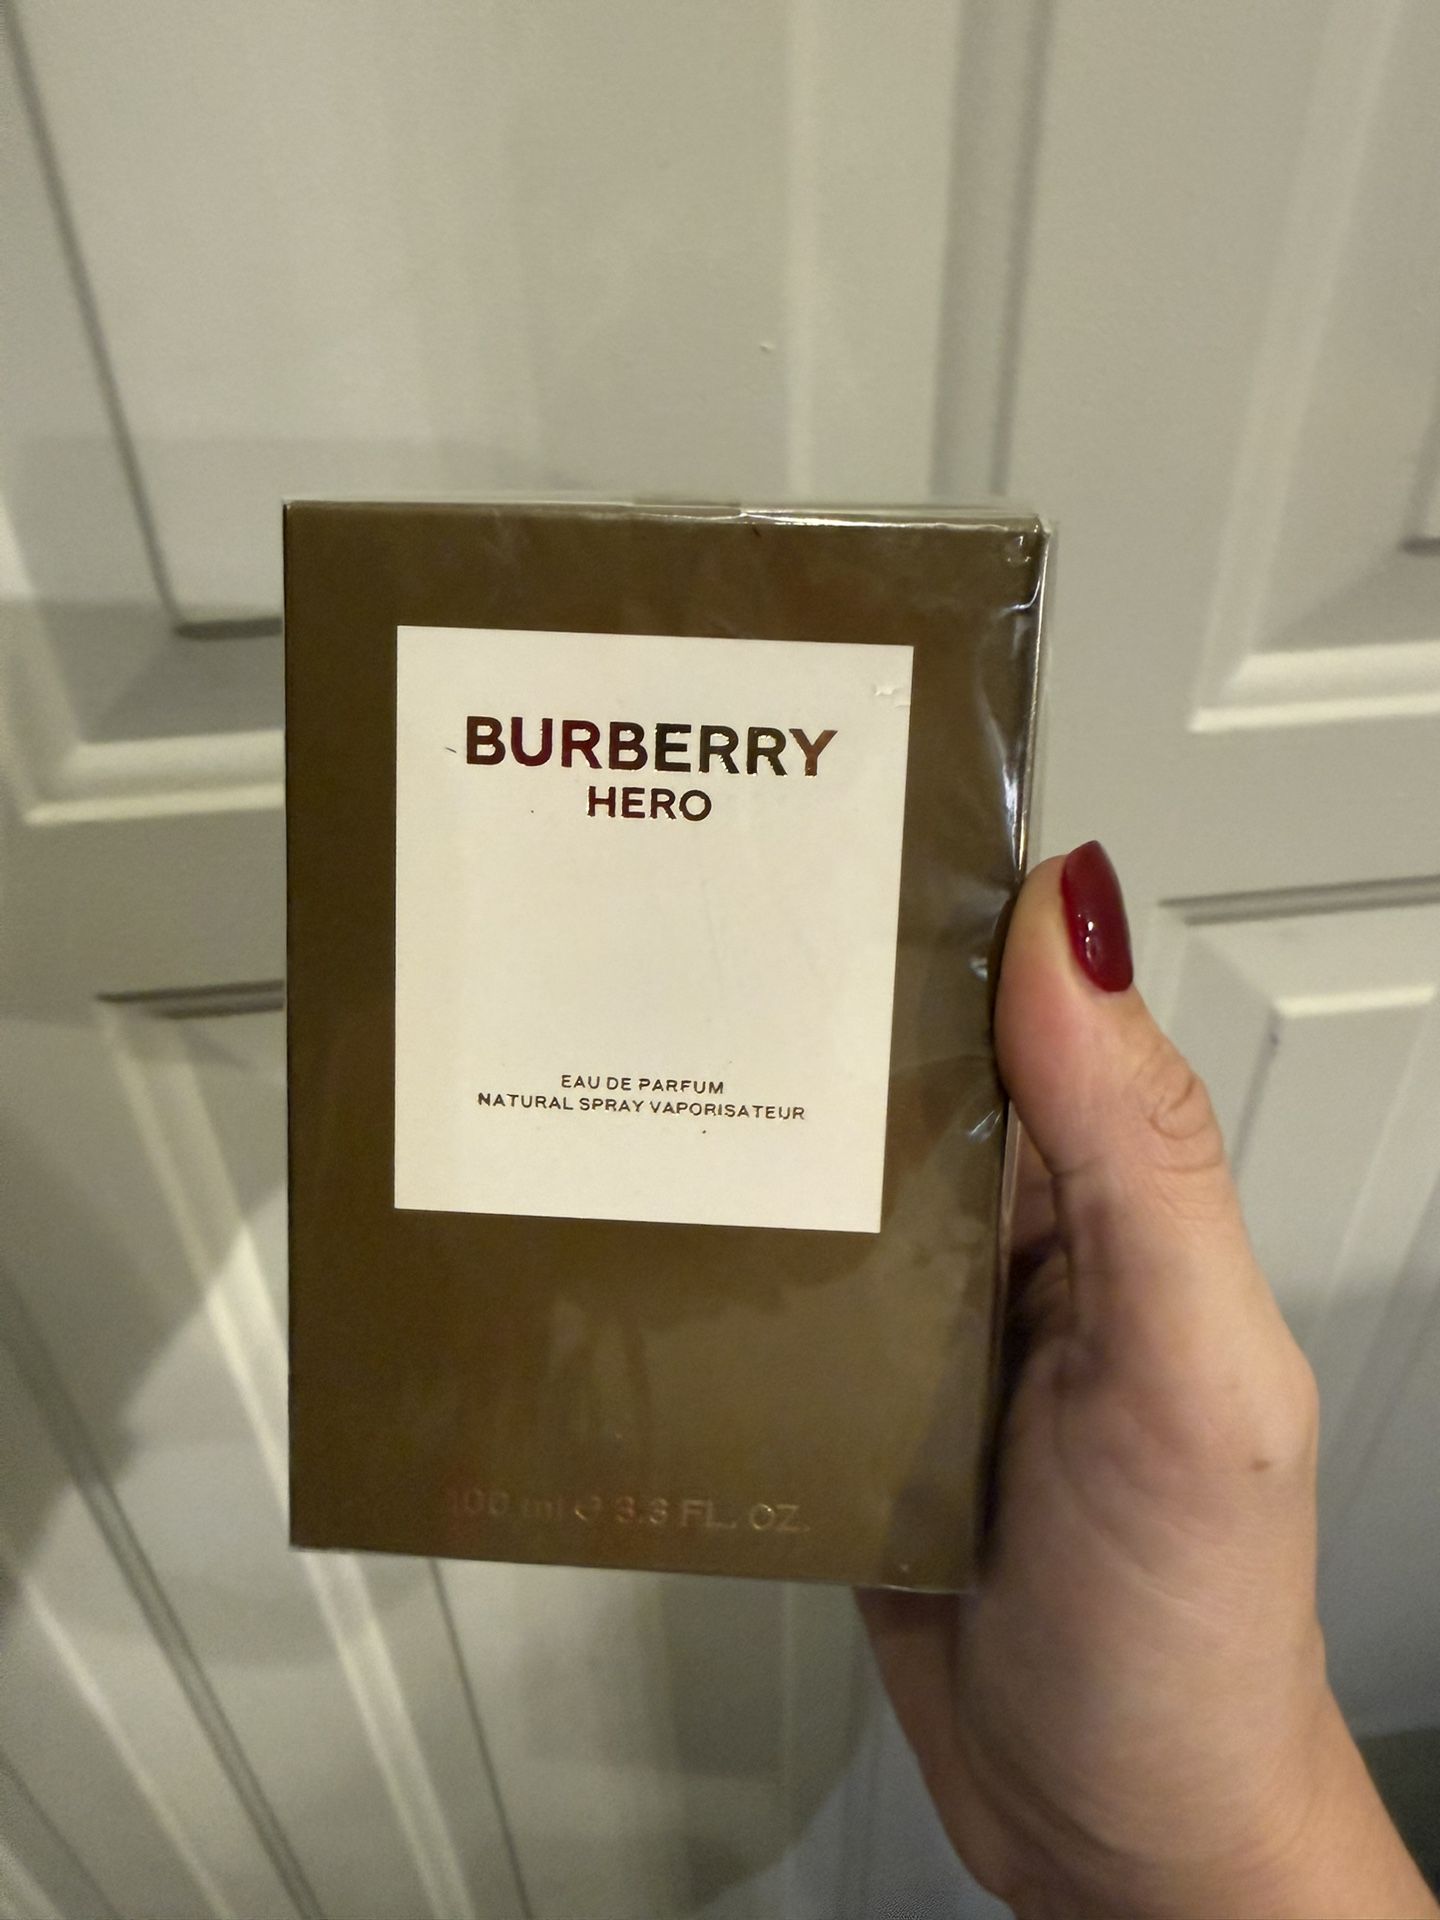 BURBERRY
HERO
EAU DE PARFUM
NATURAL SPRAY VAPORISATEUR
100 ml ℮ 3.3 FL. OZ.